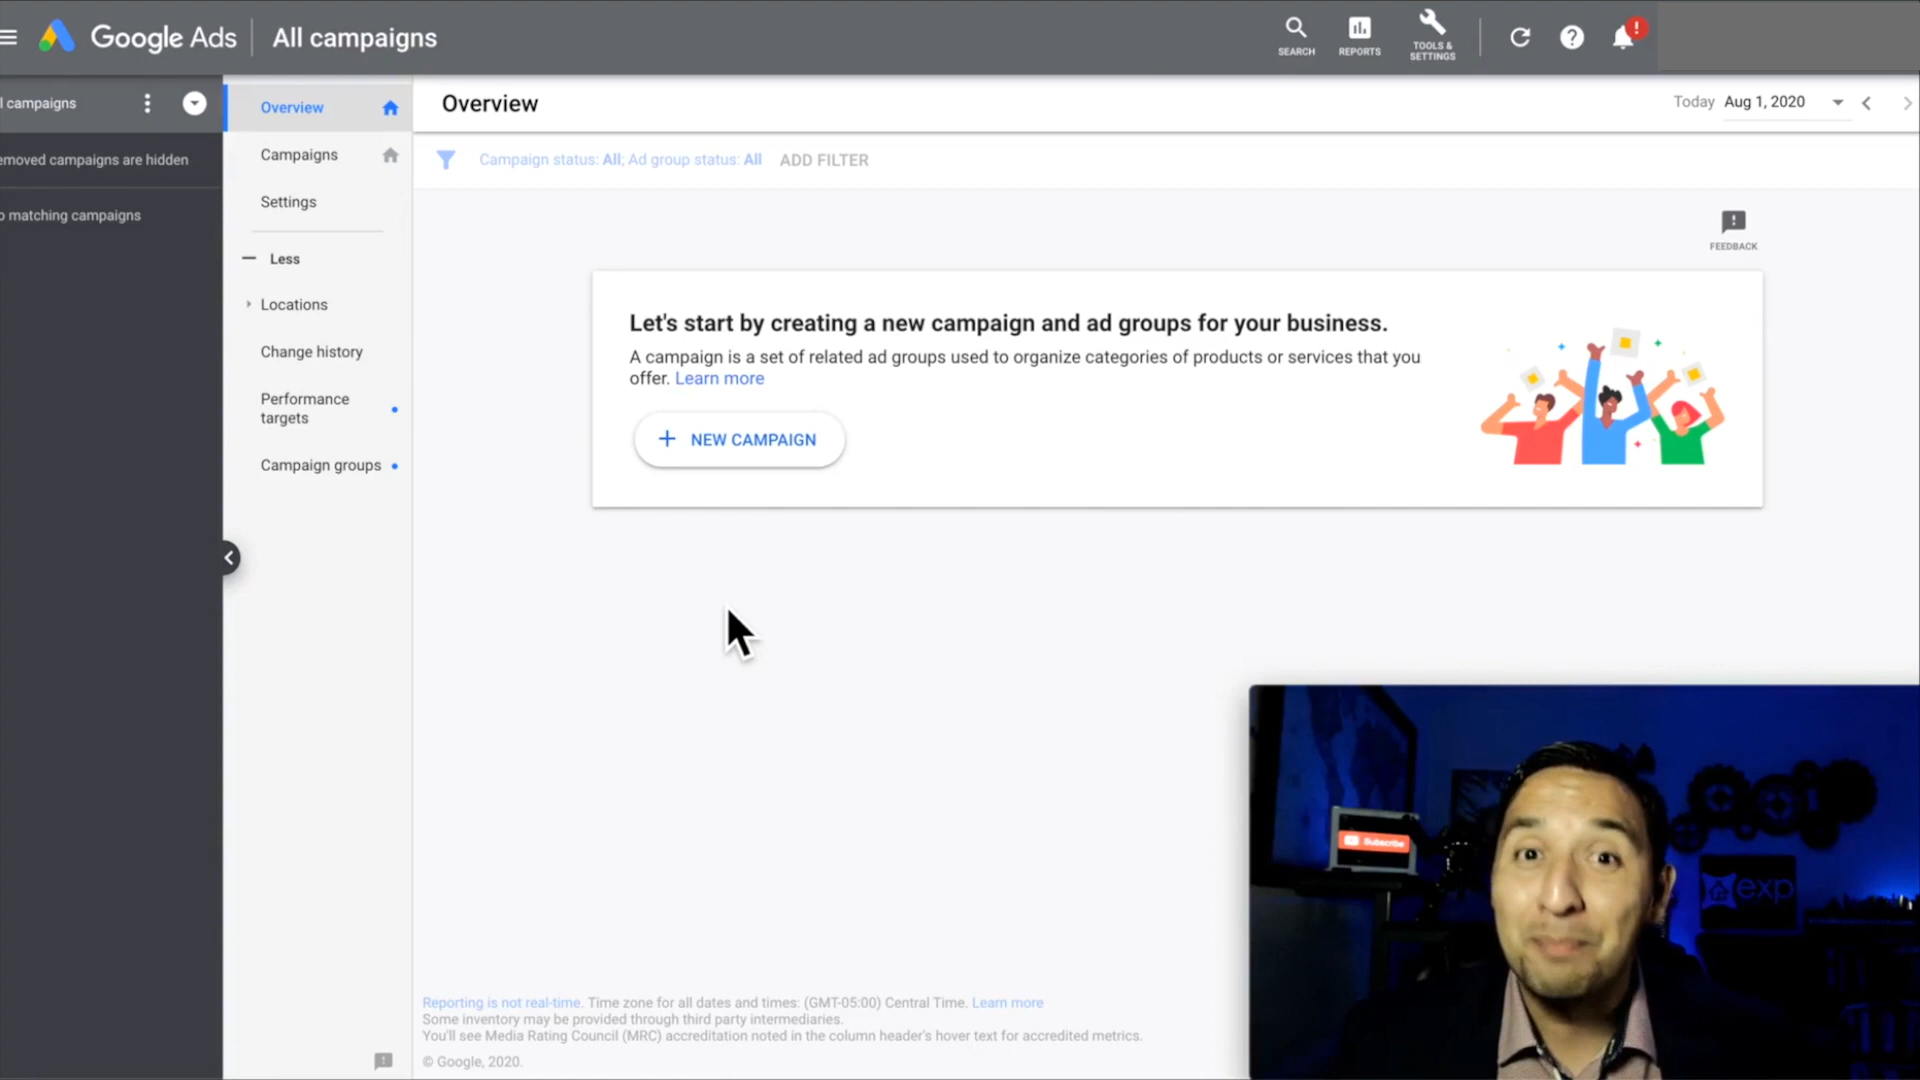 Google Ads
All campaigns
SEARCH
REPORTS
TOOLS &
SETTINGS
!
l campaigns
emoved campaigns are hidden
o matching campaigns
Overview
Campaigns
Settings
Less
Locations
Change history
Performance
targets
Campaign groups
Overview
Today Aug 1, 2020
Campaign status: All; Ad group status: All ADD FILTER
FEEDBACK
Let's start by creating a new campaign and ad groups for your business.
A campaign is a set of related ad groups used to organize categories of products or services that you
offer. Learn more
+ NEW CAMPAIGN
Subscribe
exp
Reporting is not real-time. Time zone for all dates and times: (GMT-05:00) Central Time. Learn more
Some inventory may be provided through third party intermediaries.
You'll see Media Rating Council (MRC) accreditation noted in the column header's hover text for accredited metrics.
© Google, 2020.